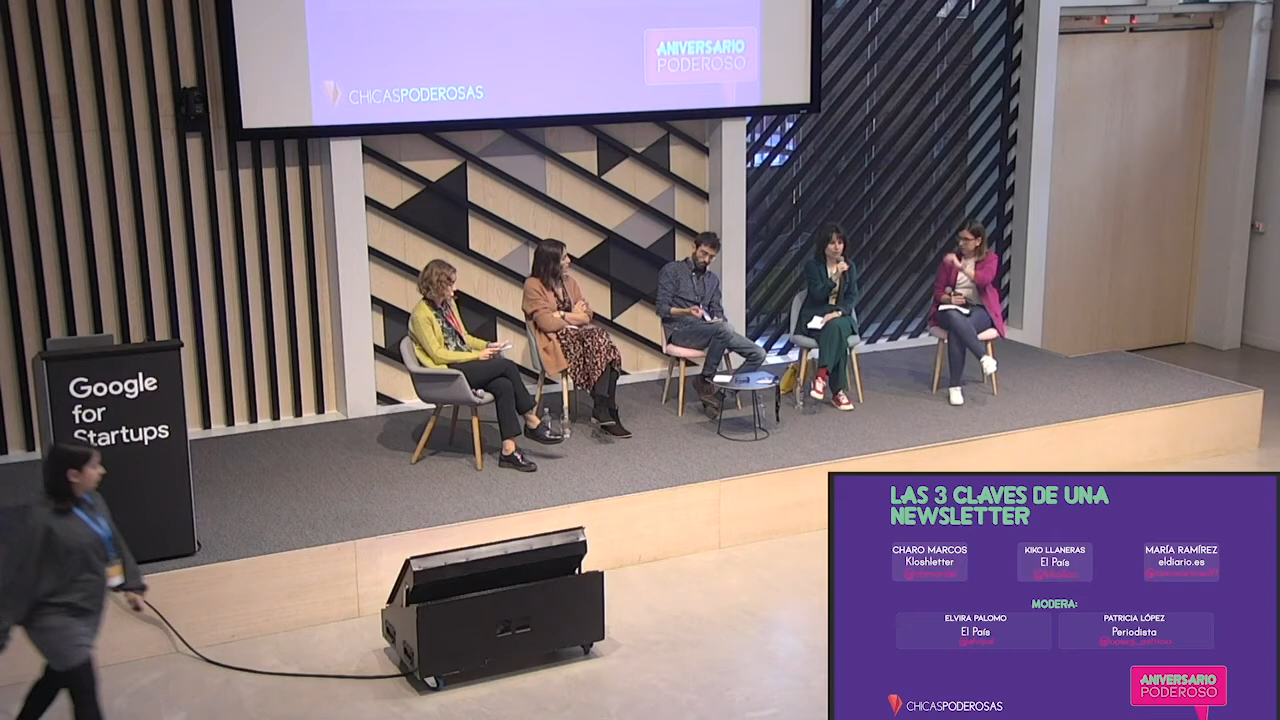 ANIVERSARIO
PODEROSO
CHICASPODEROSAS
Google
for
Startups
LAS 3 CLAVES DE UNA
NEWSLETTER
CHARO MARCOS
Kloshletter
KIKO LLANERAS
El País
MARÍA RAMÍREZ
eldiario.es
MODERA:
ELVIRA PALOMO
El País
PATRICIA LÓPEZ
Periodista
ANIVERSARIO
PODEROSO
CHICASPODEROSAS